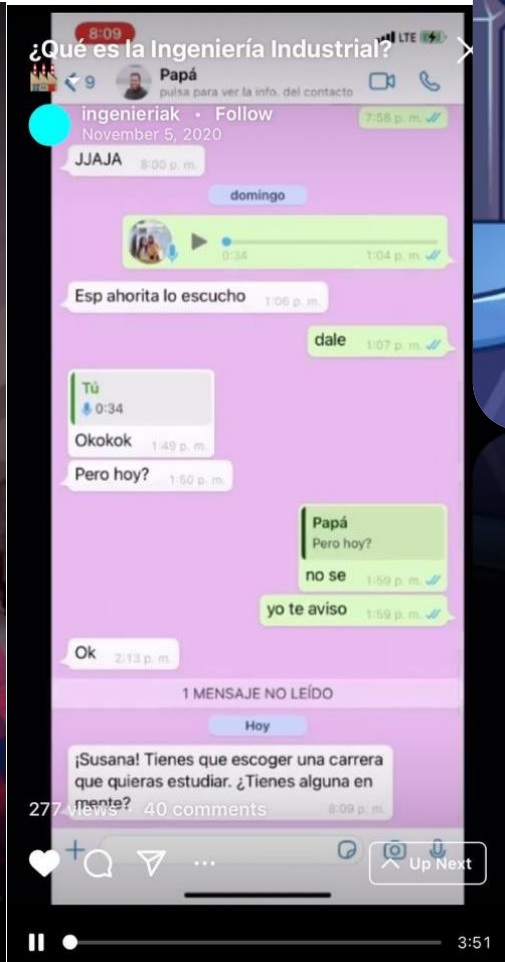 8:09
LTE
¿Qué es la Ingeniería Industrial?
9
Papá
pulsa para ver la info. del contacto
ingenieriak · Follow
7:58 p. m.
November 5, 2020
JJAJA 8:00 p. m.
domingo
0:34 1:04 p. m.
Esp ahorita lo escucho 1:06 p. m.
dale 1:07 p. m.
Tú
0:34
Okokok 1:49 p. m.
Pero hoy? 1:50 p. m.
Papá
Pero hoy?
no se 1:59 p. m.
yo te aviso 1:59 p. m.
Ok 2:13 p. m.
1 MENSAJE NO LEÍDO
Hoy
¡Susana! Tienes que escoger una carrera
que quieras estudiar. ¿Tienes alguna en
mente? 8:09 p. m.
277 views · 40 comments
Up Next
3:51